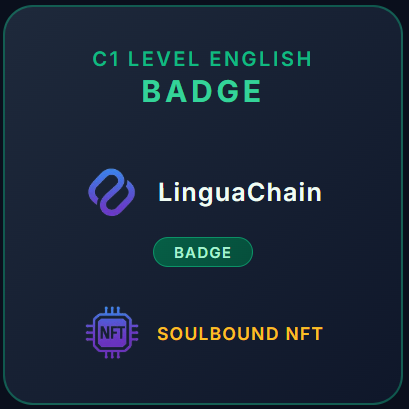 C1 LEVEL ENGLISH
BADGE
LinguaChain
BADGE
NFT
SOULBOUND NFT